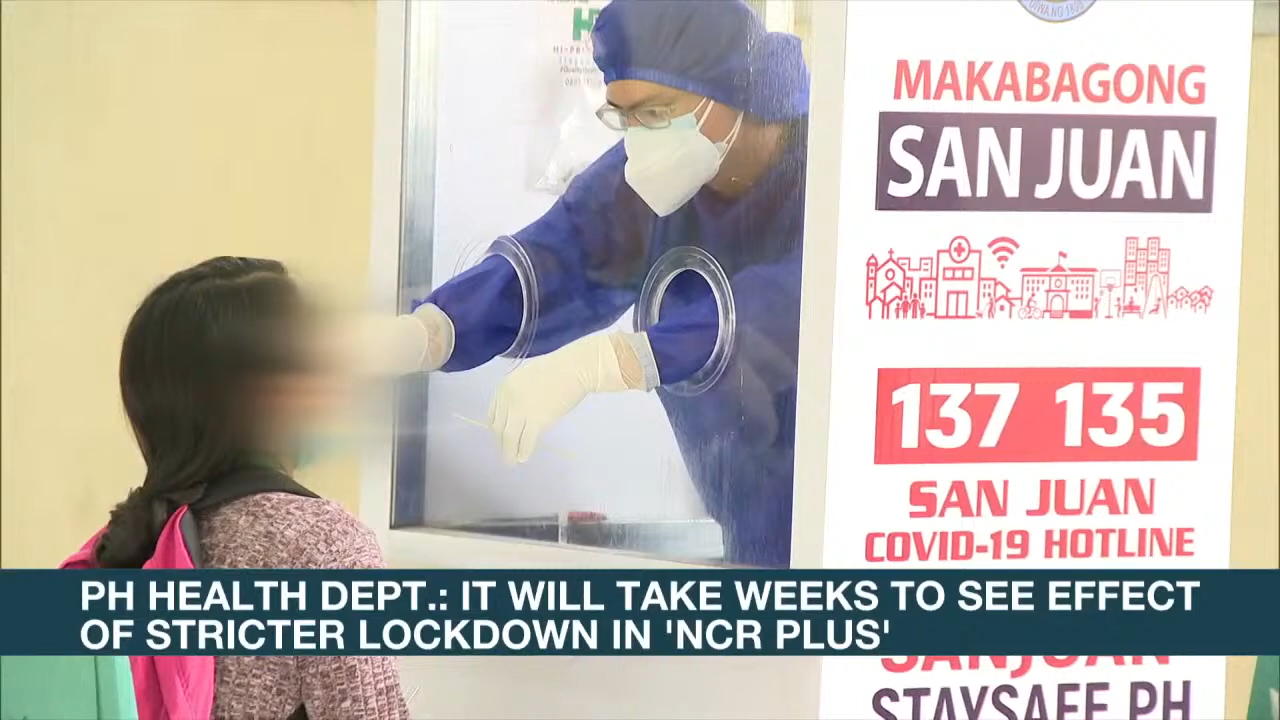 MAKABAGONG
SAN JUAN
137 135
SAN JUAN
COVID-19 HOTLINE
PH HEALTH DEPT.: IT WILL TAKE WEEKS TO SEE EFFECT
OF STRICTER LOCKDOWN IN 'NCR PLUS'
SANJUAN
STAYSAFE PH